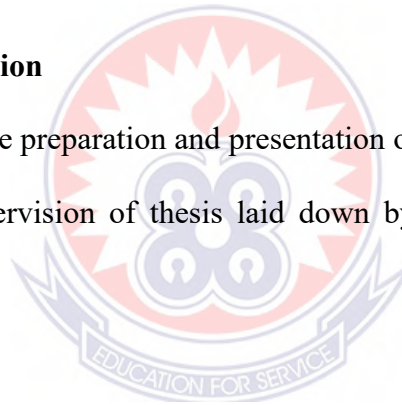 ion
e preparation and presentation o
ervision of thesis laid down by
EDUCATION FOR SERVICE